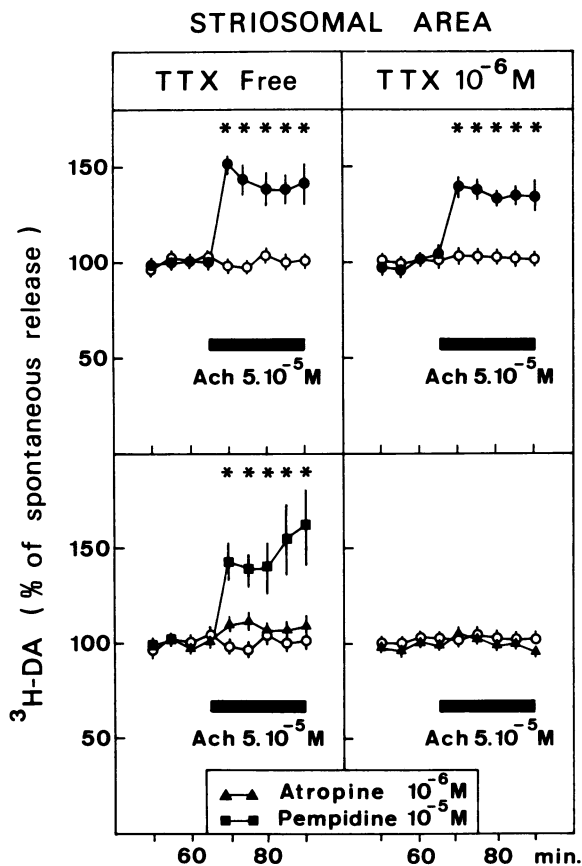 STRIOSOMAL AREA
TTX Free
TTX 10⁻⁶M
* * * * *
* * * * *
150
100
50
Ach 5.10⁻⁵M
Ach 5.10⁻⁵M
* * * * *
150
100
50
Ach 5.10⁻⁵M
Ach 5.10⁻⁵M
³H-DA ( % of spontaneous release )
Atropine 10⁻⁶M
Pempidine 10⁻⁵M
60 80 60 80 min.